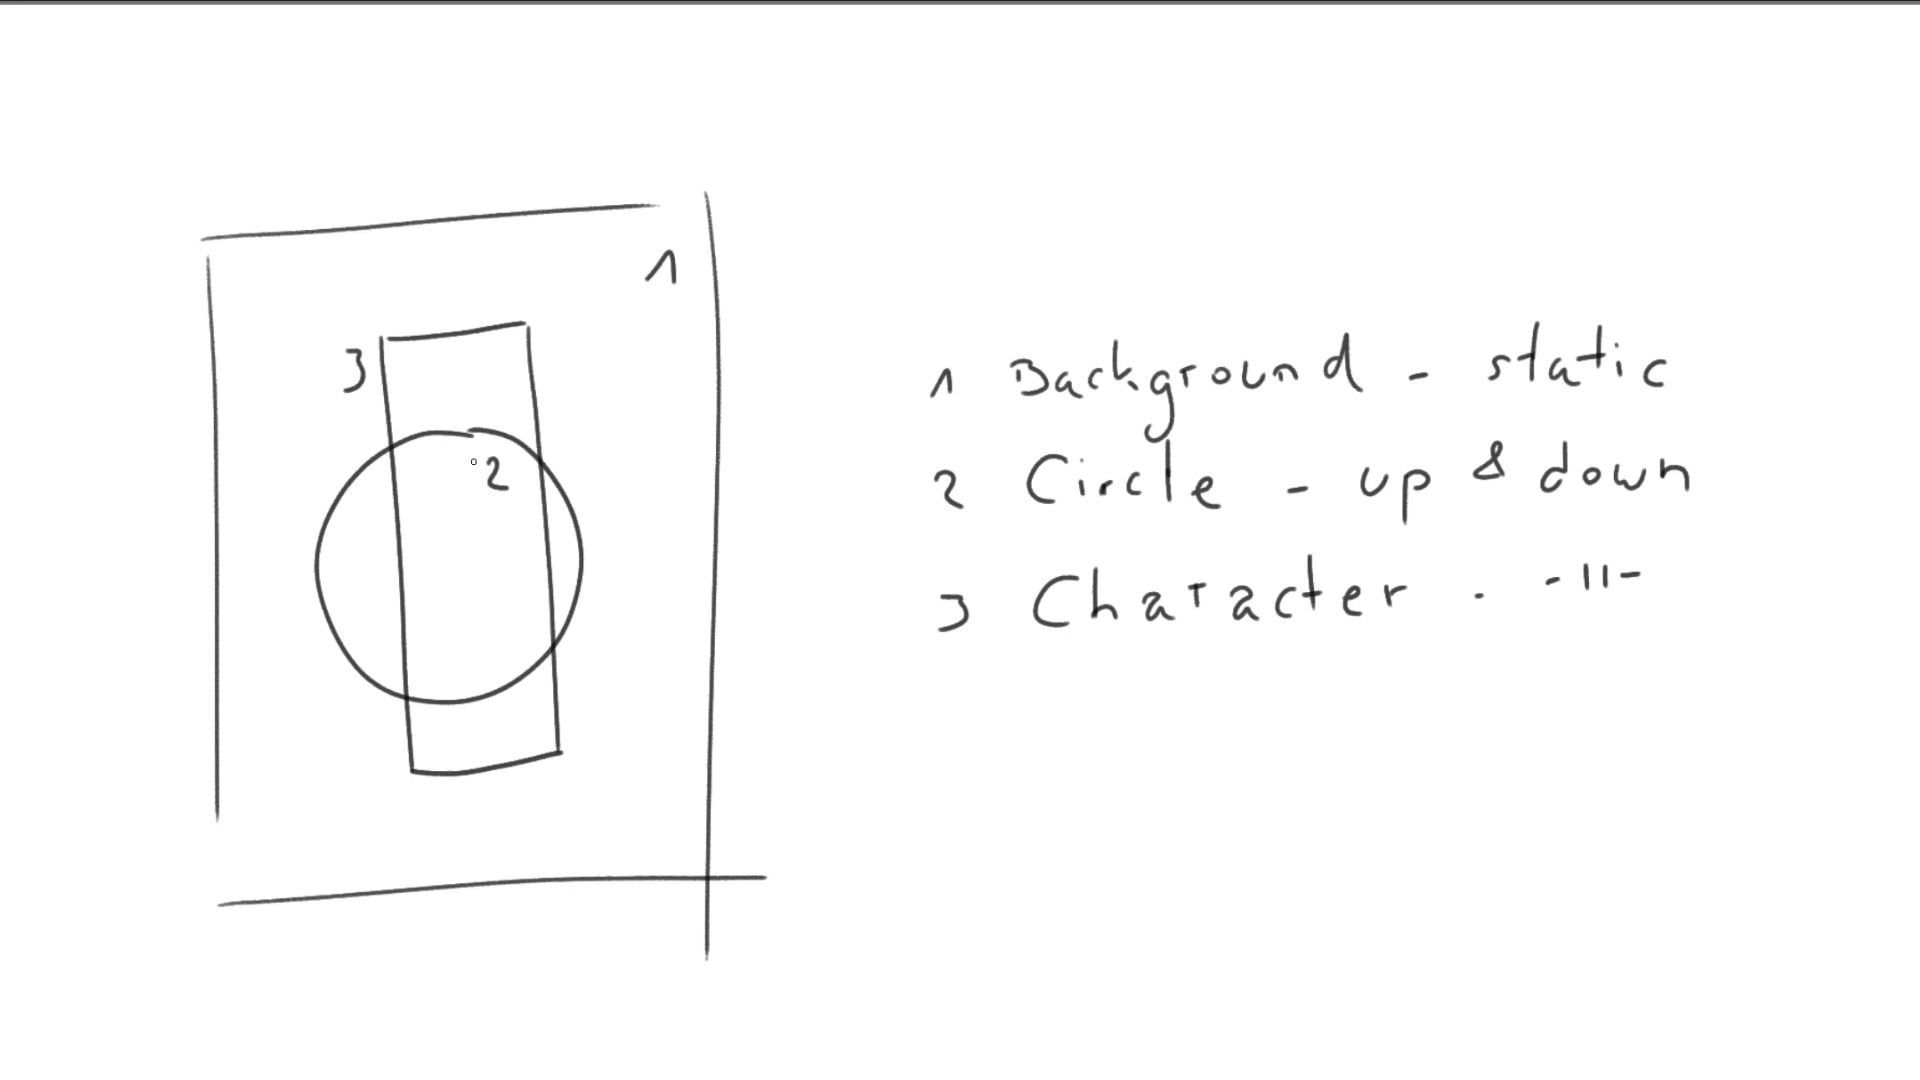 1
3
2
1 Background - static
2 Circle - up & down
3 Character - -11-